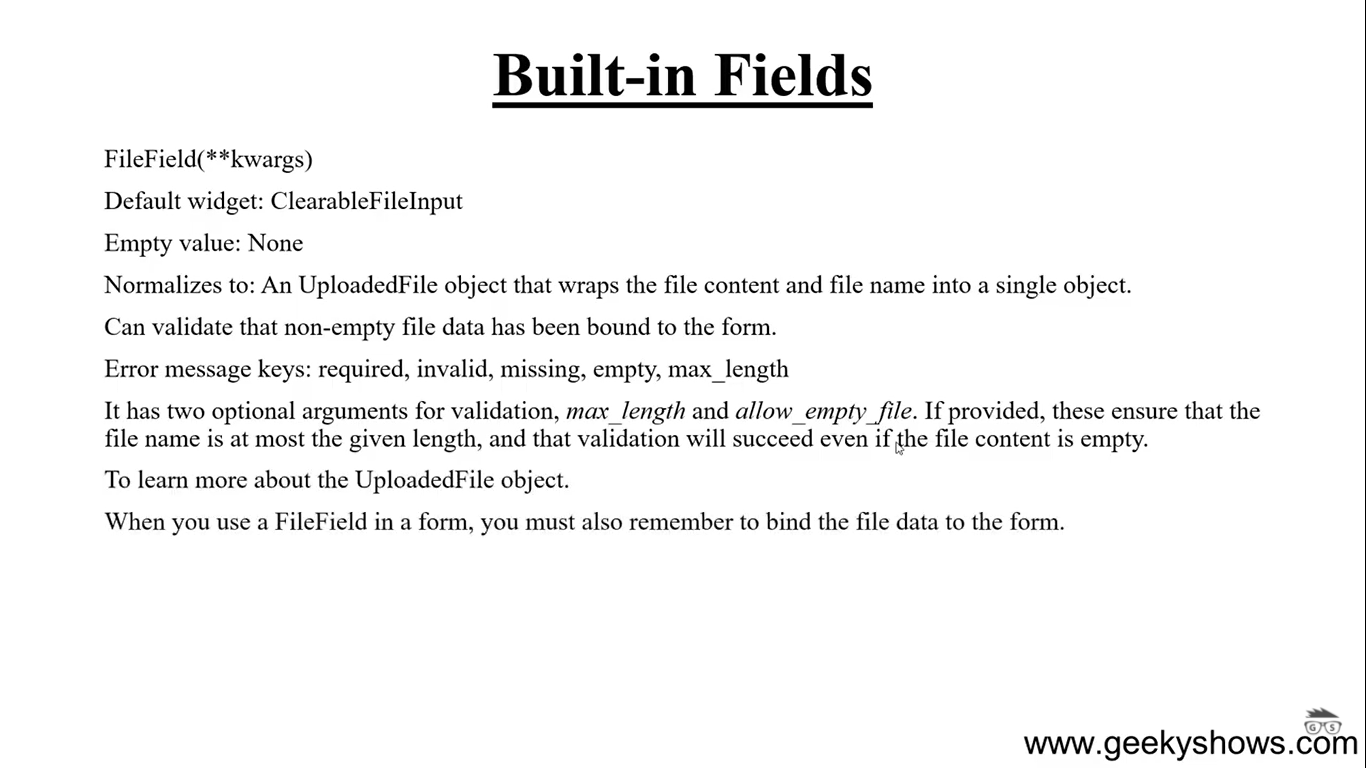 Built-in Fields
FileField(**kwargs)
Default widget: ClearableFileInput
Empty value: None
Normalizes to: An UploadedFile object that wraps the file content and file name into a single object.
Can validate that non-empty file data has been bound to the form.
Error message keys: required, invalid, missing, empty, max_length
It has two optional arguments for validation, max_length and allow_empty_file. If provided, these ensure that the
file name is at most the given length, and that validation will succeed even if the file content is empty.
To learn more about the UploadedFile object.
When you use a FileField in a form, you must also remember to bind the file data to the form.
G S
www.geekyshows.com